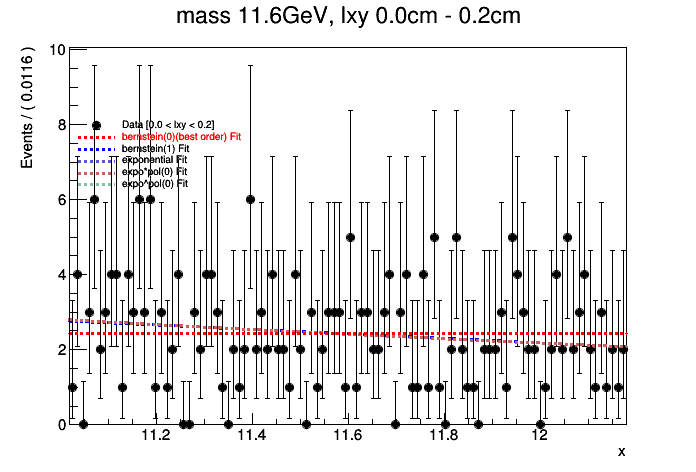 mass 11.6GeV, lxy 0.0cm - 0.2cm
Events / ( 0.0116 )
10
8
6
4
2
0
Data [0.0 < lxy < 0.2]
bernstein(0)(best order) Fit
bernstein(1) Fit
exponential Fit
expo*pol(0) Fit
expo^pol(0) Fit
11.2 11.4 11.6 11.8 12
x